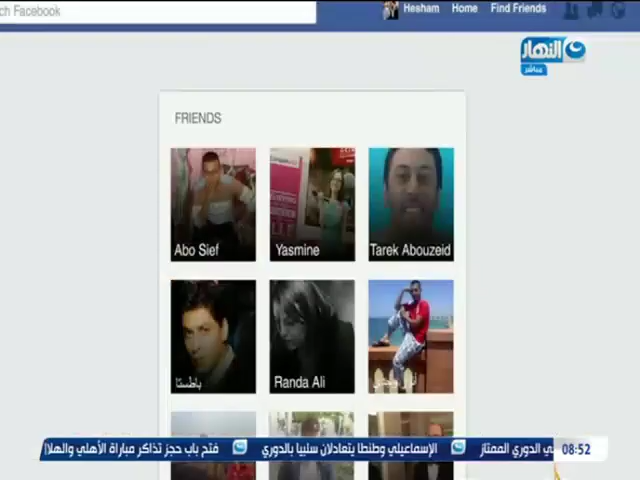 ch Facebook
Hesham Home Find Friends
النهار
مباشر
FRIENDS
Abo Sief
Yasmine
Tarek Abouzeid
باطستا
Randa Ali
ي الدوري الممتاز الإسماعيلي وطنطا يتعادلان سلبيا بالدوري فتح باب حجز تذاكر مباراة الأهلي والهلا
08:52